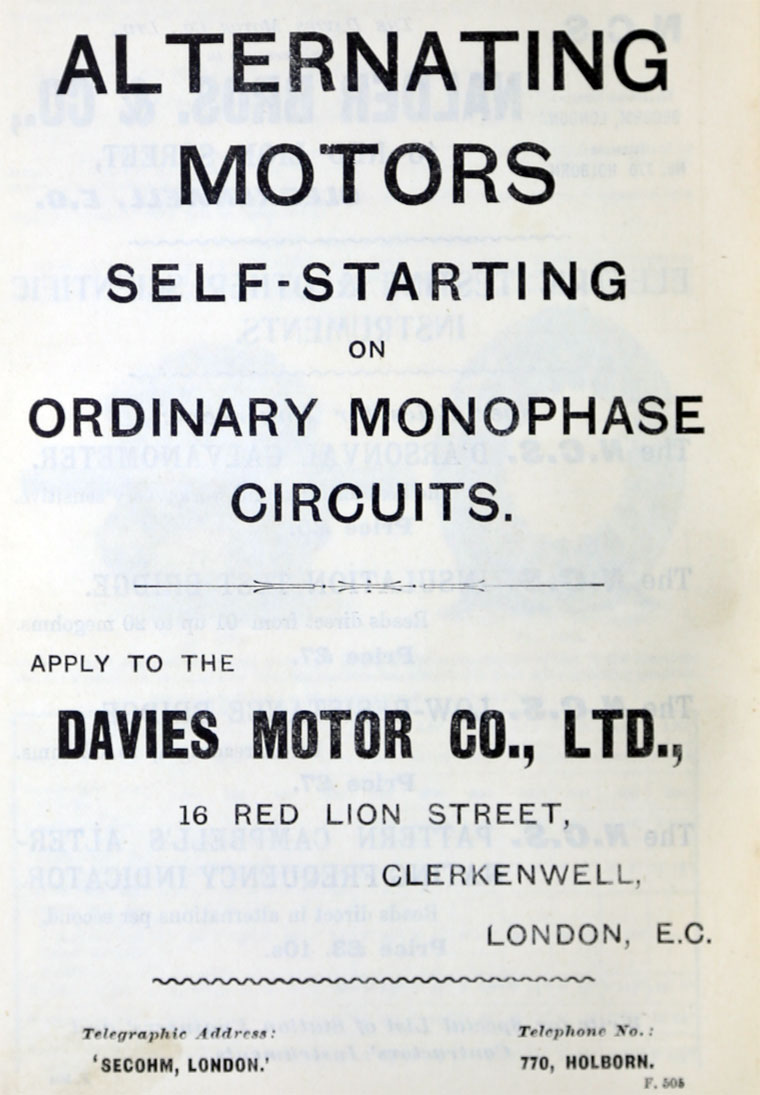 ALTERNATING
MOTORS
SELF-STARTING
ON
ORDINARY MONOPHASE
CIRCUITS.
APPLY TO THE
DAVIES MOTOR CO., LTD.,
16 RED LION STREET,
CLERKENWELL,
LONDON, E.C.
Telegraphic Address:
'SECOHM, LONDON.'
Telephone No.:
770, HOLBORN.
F. 505